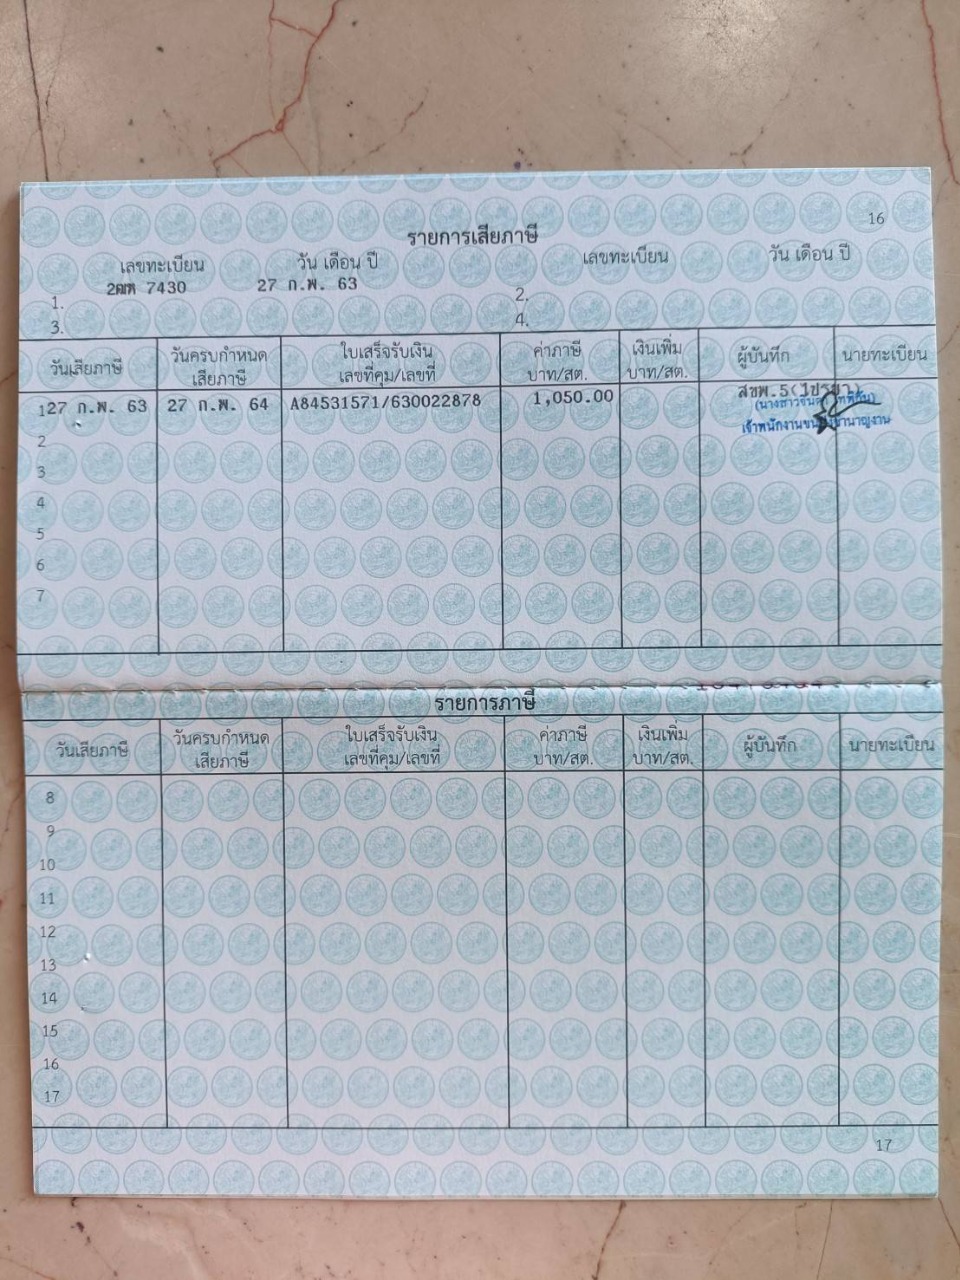 16
รายการเสียภาษี
เลขทะเบียน วัน เดือน ปี เลขทะเบียน วัน เดือน ปี
1. 7430 27 ก.พ. 63 2.
3. 4.
วันเสียภาษี วันครบกำหนดเสียภาษี ใบเสร็จรับเงิน เลขที่คุม/เลขที่ ค่าภาษี บาท/สต. เงินเพิ่ม บาท/สต. ผู้บันทึก นายทะเบียน
1 27 ก.พ. 63 27 ก.พ. 64 A84531571/630022878 1,050.00 สขพ.5
2
3
4
5
6
7
รายการภาษี
วันเสียภาษี วันครบกำหนดเสียภาษี ใบเสร็จรับเงิน เลขที่คุม/เลขที่ ค่าภาษี บาท/สต. เงินเพิ่ม บาท/สต. ผู้บันทึก นายทะเบียน
8
9
10
11
12
13
14
15
16
17
17